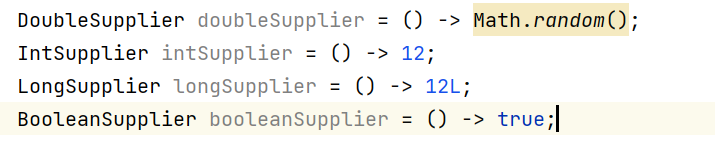 DoubleSupplier doubleSupplier = () -> Math.random();
IntSupplier intSupplier = () -> 12;
LongSupplier longSupplier = () -> 12L;
BooleanSupplier booleanSupplier = () -> true;